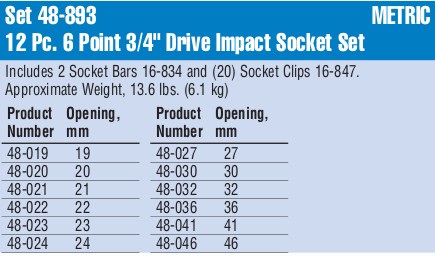 Set 48-893 METRIC
12 Pc. 6 Point 3/4" Drive Impact Socket Set
Includes 2 Socket Bars 16-834 and (20) Socket Clips 16-847.
Approximate Weight, 13.6 lbs. (6.1 kg)
Product Opening, Product Opening,
Number mm Number mm
48-019 19 48-027 27
48-020 20 48-030 30
48-021 21 48-032 32
48-022 22 48-036 36
48-023 23 48-041 41
48-024 24 48-046 46